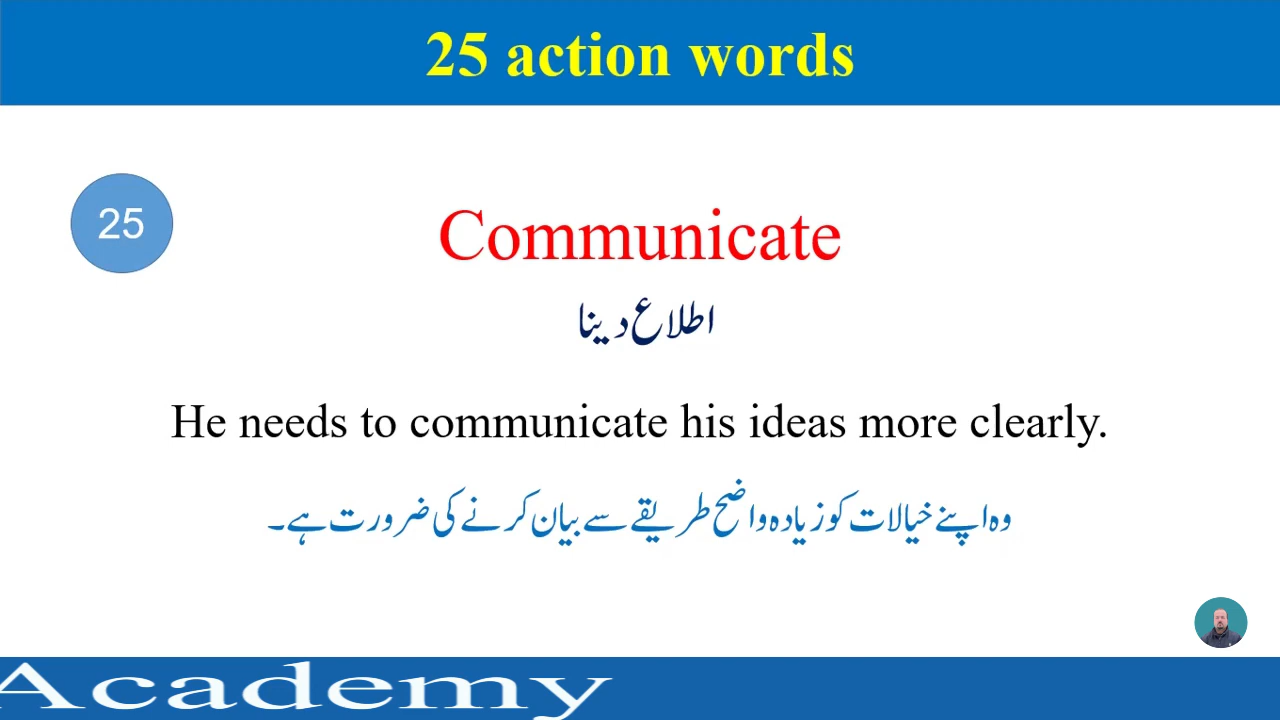 25 action words
25
Communicate
اطلاع دینا
He needs to communicate his ideas more clearly.
وہ اپنے خیالات کو زیادہ واضح طریقے سے بیان کرنے کی ضرورت ہے۔
Academy